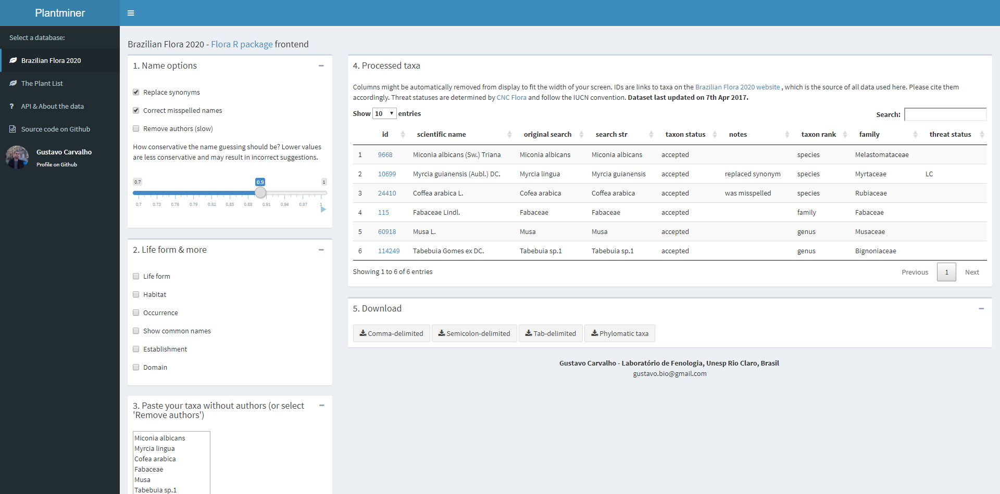 Plantminer
Select a database:
Brazilian Flora 2020
The Plant List
? API & About the data
Source code on Github
Gustavo Carvalho
Profile on Github
Brazilian Flora 2020 - Flora R package frontend
1. Name options
Replace synonyms
Correct misspelled names
Remove authors (slow)
How conservative the name guessing should be? Lower values
are less conservative and may result in incorrect suggestions.
0.7 0.9 1
0.7 0.73 0.76 0.79 0.82 0.85 0.88 0.91 0.94 0.97 1
2. Life form & more
Life form
Habitat
Occurrence
Show common names
Establishment
Domain
3. Paste your taxa without authors (or select
'Remove authors')
Miconia albicans
Myrcia lingua
Cofea arabica
Fabaceae
Musa
Tabebuia sp.1
4. Processed taxa
Columns might be automatically removed from display to fit the width of your screen. IDs are links to taxa on the Brazilian Flora 2020 website , which is the source of all data used here. Please cite them
accordingly. Threat statuses are determined by CNC Flora and follow the IUCN convention. Dataset last updated on 7th Apr 2017.
Show 10 entries Search:
id scientific name original search search str taxon status notes taxon rank family threat status
1 9668 Miconia albicans (Sw.) Triana Miconia albicans Miconia albicans accepted species Melastomataceae
2 10699 Myrcia guianensis (Aubl.) DC. Myrcia lingua Myrcia guianensis accepted replaced synonym species Myrtaceae LC
3 24410 Coffea arabica L. Cofea arabica Coffea arabica accepted was misspelled species Rubiaceae
4 115 Fabaceae Lindl. Fabaceae Fabaceae accepted family Fabaceae
5 60918 Musa L. Musa Musa accepted genus Musaceae
6 114249 Tabebuia Gomes ex DC. Tabebuia sp.1 Tabebuia sp.1 accepted genus Bignoniaceae
Showing 1 to 6 of 6 entries Previous 1 Next
5. Download
Comma-delimited Semicolon-delimited Tab-delimited Phylomatic taxa
Gustavo Carvalho - Laboratório de Fenologia, Unesp Rio Claro, Brasil
gustavo.bio@gmail.com